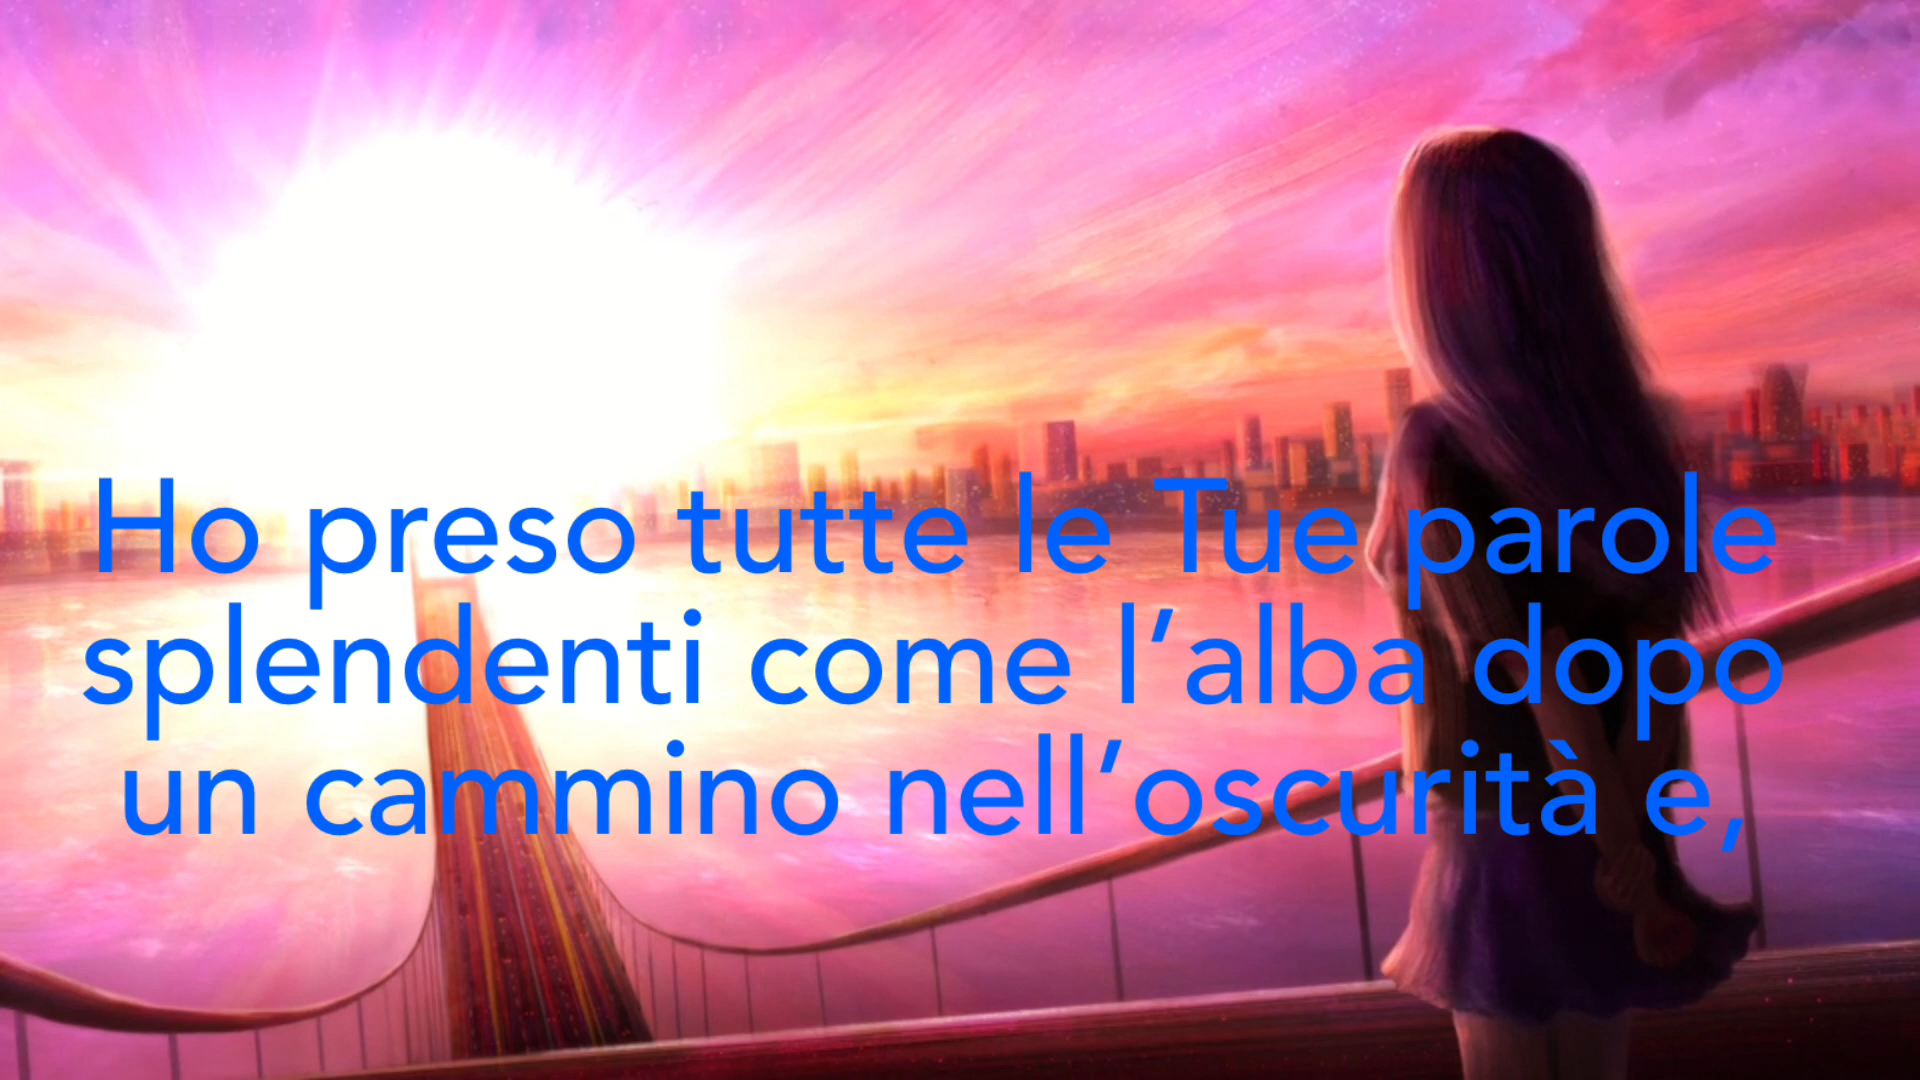 Ho preso tutte le Tue parole
splendenti come l’alba dopo
un cammino nell’oscurità e,